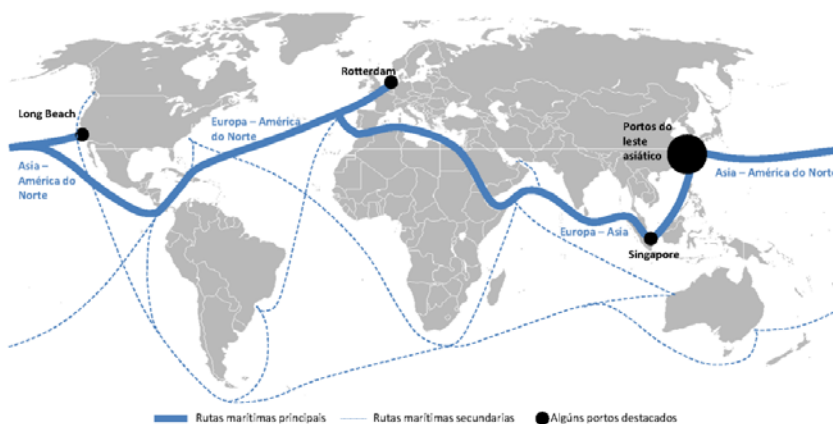 Rotterdam
Long Beach
Europa – América
do Norte
Portos do
leste
asiático
Asia –
América do
Norte
Asia – América do Norte
Europa – Asia
Singapore
Rutas marítimas principais
Rutas marítimas secundarias
Algúns portos destacados